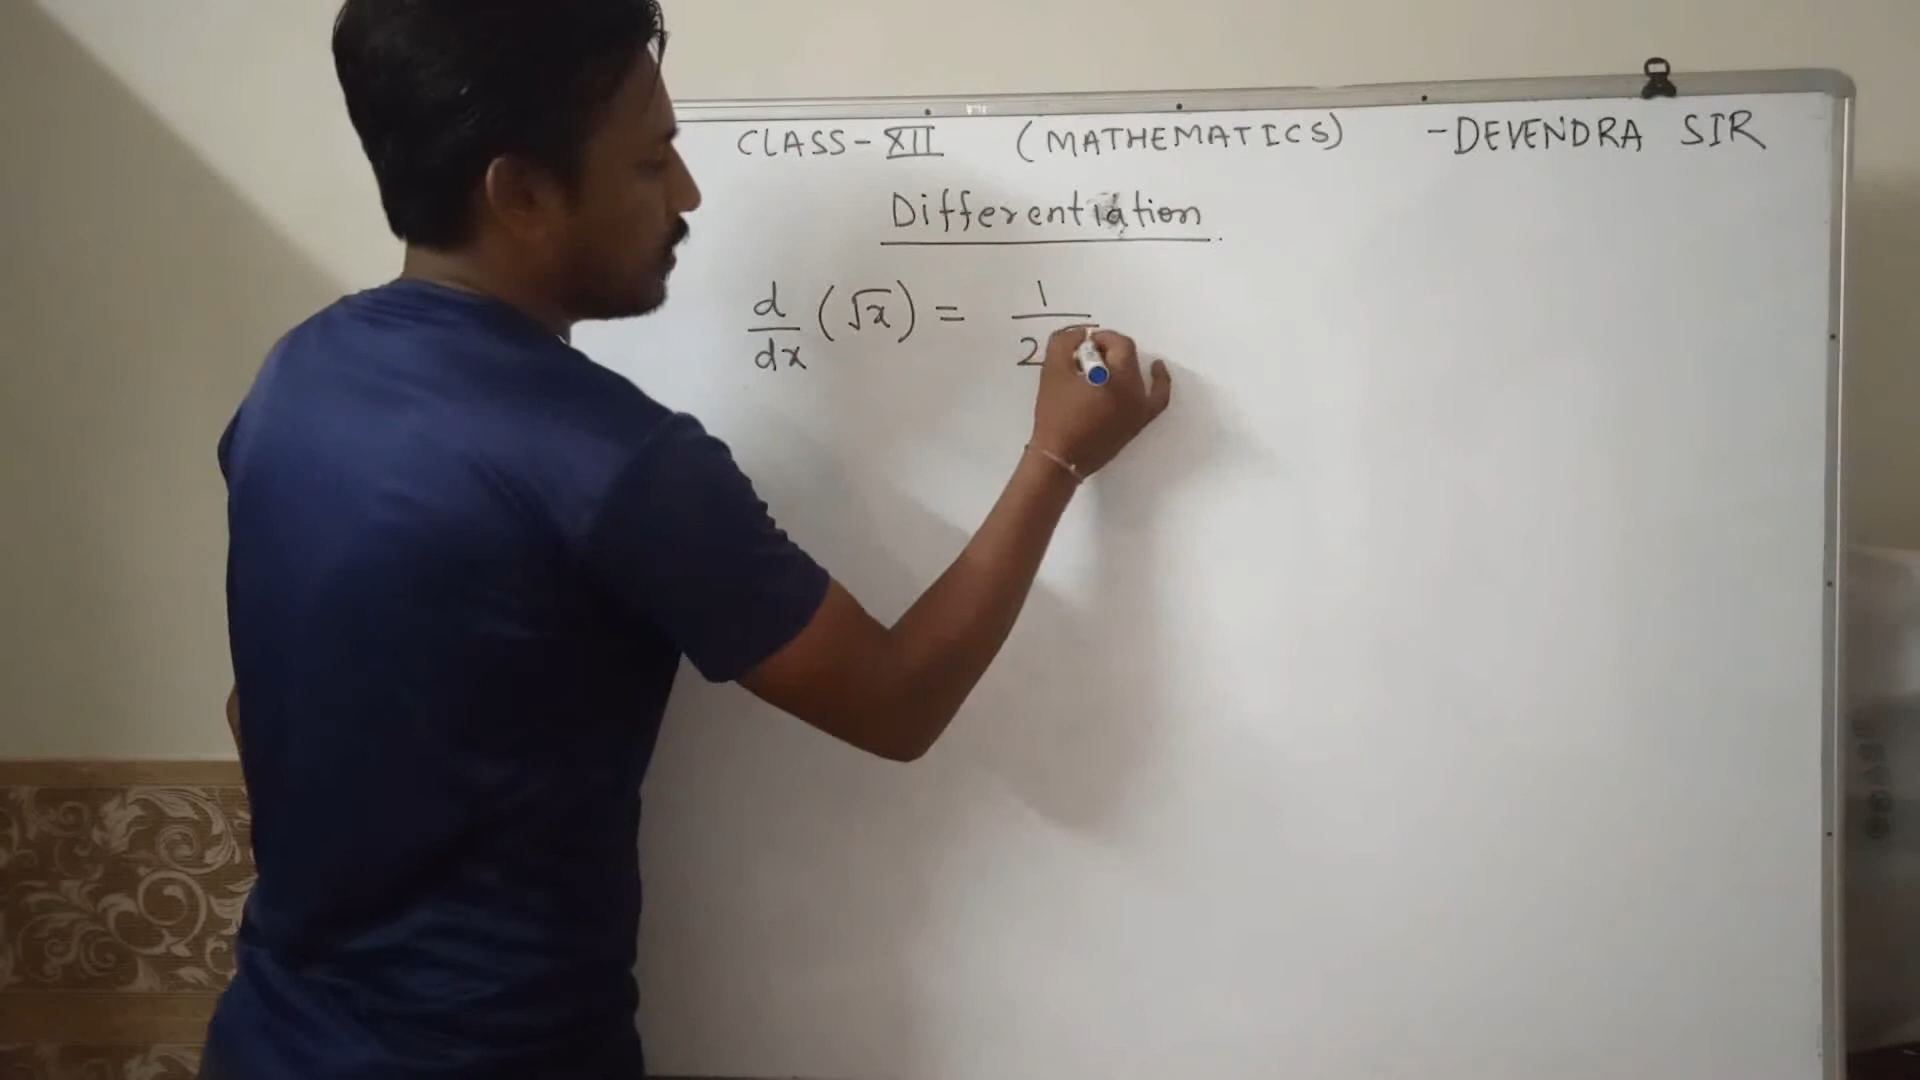 CLASS-XII (MATHEMATICS) -DEVENDRA SIR
Differentiation
d/dx (√x) = 1/2√